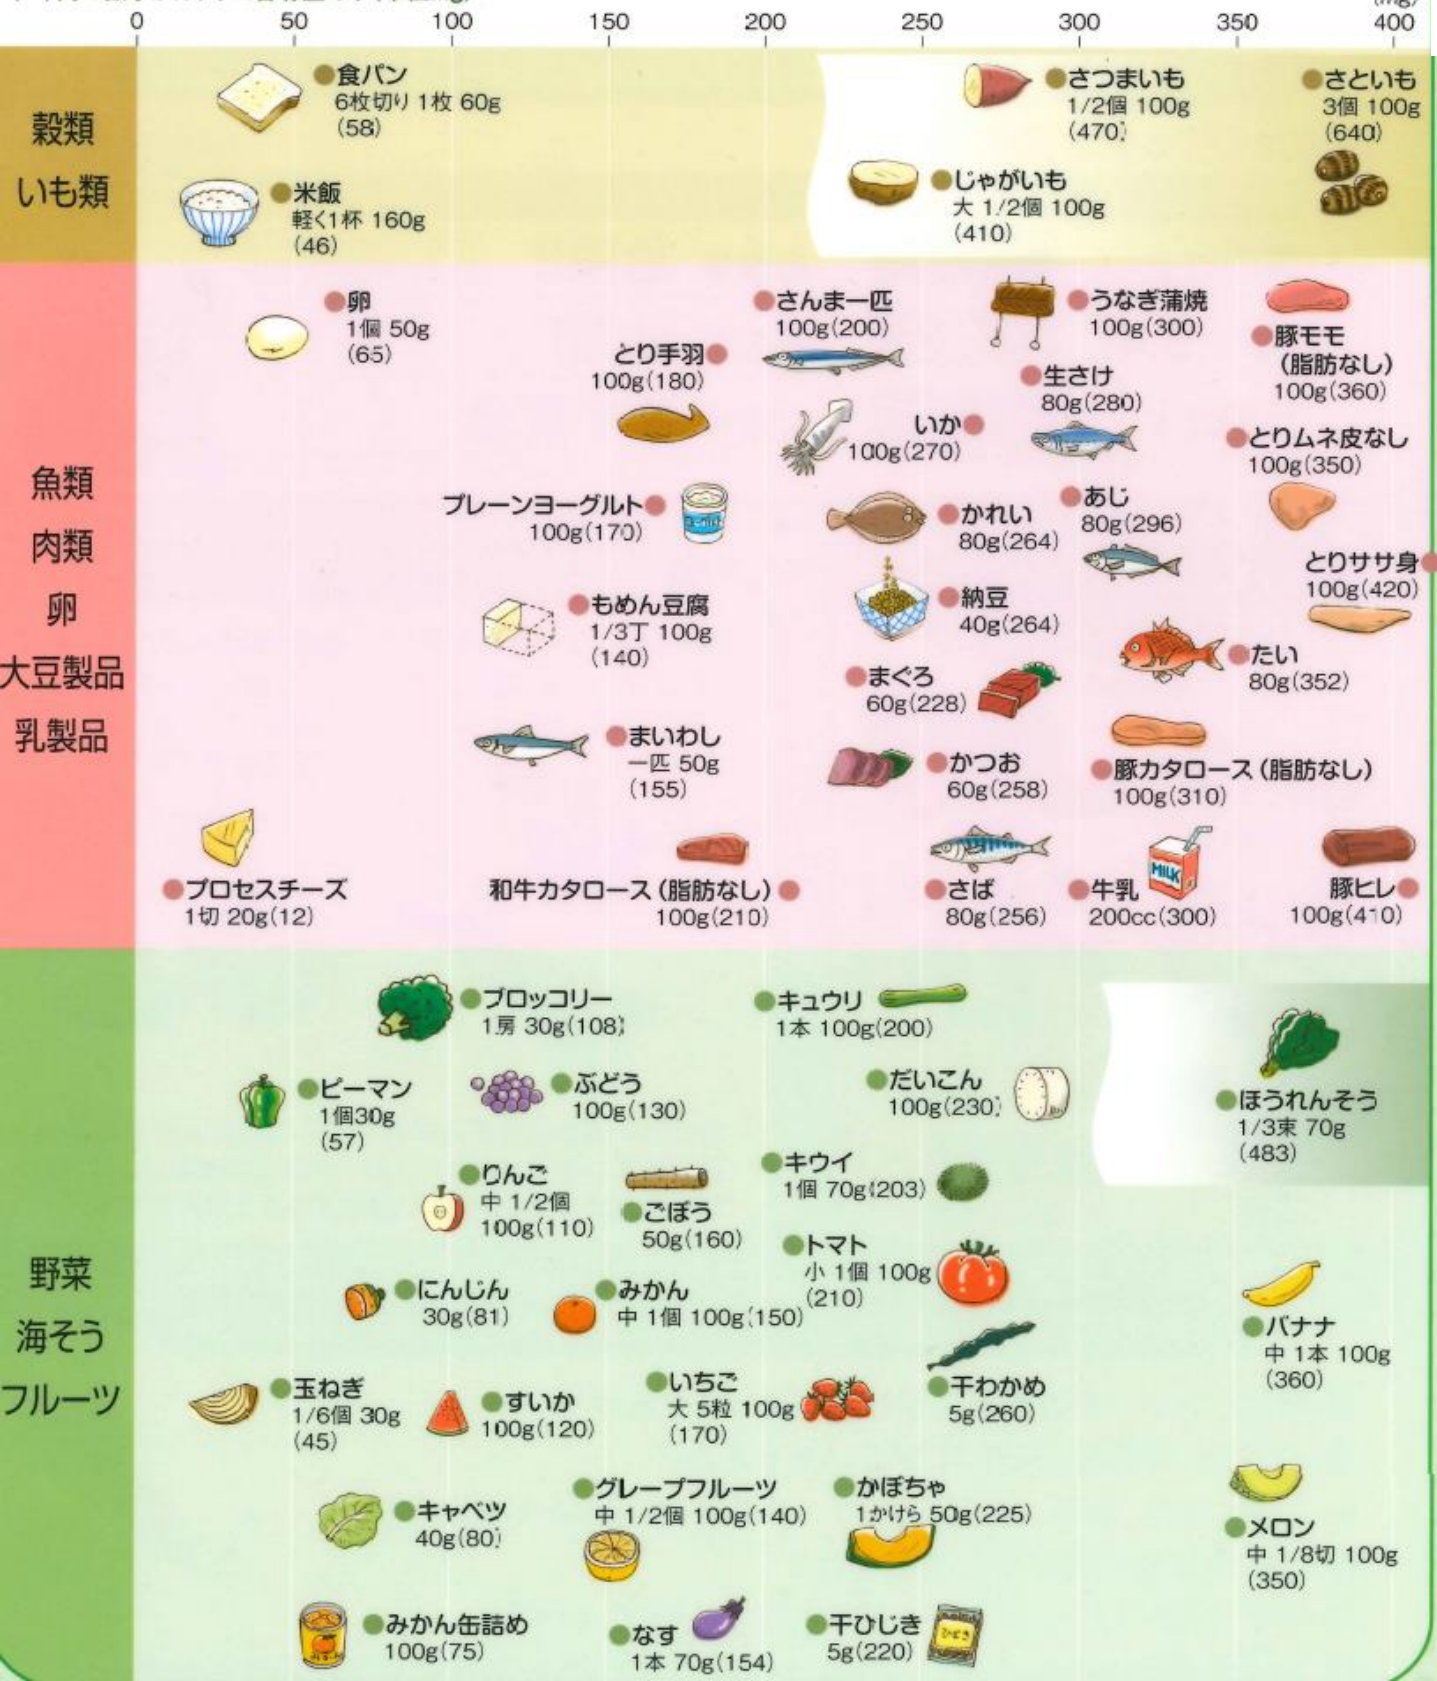 (mg)
0 50 100 150 200 250 300 350 400
穀類
いも類
食パン
6枚切り 1枚 60g
(58)
米飯
軽く1杯 160g
(46)
さつまいも
1/2個 100g
(470)
さといも
3個 100g
(640)
じゃがいも
大 1/2個 100g
(410)
魚類
肉類
卵
大豆製品
乳製品
卵
1個 50g
(65)
とり手羽
100g(180)
さんま一匹
100g(200)
うなぎ蒲焼
100g(300)
豚モモ
(脂肪なし)
100g(360)
生さけ
80g(280)
いか
100g(270)
とりムネ皮なし
100g(350)
プレーンヨーグルト
100g(170)
かれい
80g(264)
あじ
80g(296)
とりササ身
100g(420)
もめん豆腐
1/3丁 100g
(140)
納豆
40g(264)
たい
80g(352)
まぐろ
60g(228)
まいわし
一匹 50g
(155)
かつお
60g(258)
豚カタロース(脂肪なし)
100g(310)
プロセスチーズ
1切 20g(12)
和牛カタロース(脂肪なし)
100g(210)
さば
80g(256)
MILK
牛乳
200cc(300)
豚ヒレ
100g(410)
野菜
海そう
フルーツ
ブロッコリー
1房 30g(108)
キュウリ
1本 100g(200)
ピーマン
1個30g
(57)
ぶどう
100g(130)
だいこん
100g(230)
ほうれんそう
1/3束 70g
(483)
りんご
中 1/2個
100g(110)
ごぼう
50g(160)
キウイ
1個 70g(203)
トマト
小 1個 100g
(210)
にんじん
30g(81)
みかん
中 1個 100g(150)
バナナ
中 1本 100g
(360)
玉ねぎ
1/6個 30g
(45)
すいか
100g(120)
いちご
大 5粒 100g
(170)
干わかめ
5g(260)
キャベツ
40g(80)
グレープフルーツ
中 1/2個 100g(140)
かぼちゃ
1かけら 50g(225)
メロン
中 1/8切 100g
(350)
みかん缶詰め
100g(75)
なす
1本 70g(154)
干ひじき
5g(220)
ひじき